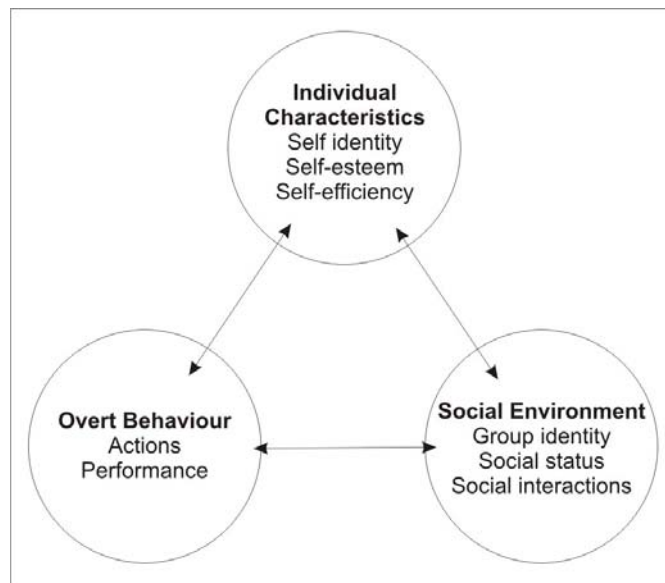 Individual
Characteristics
Self identity
Self-esteem
Self-efficiency
Overt Behaviour
Actions
Performance
Social Environment
Group identity
Social status
Social interactions